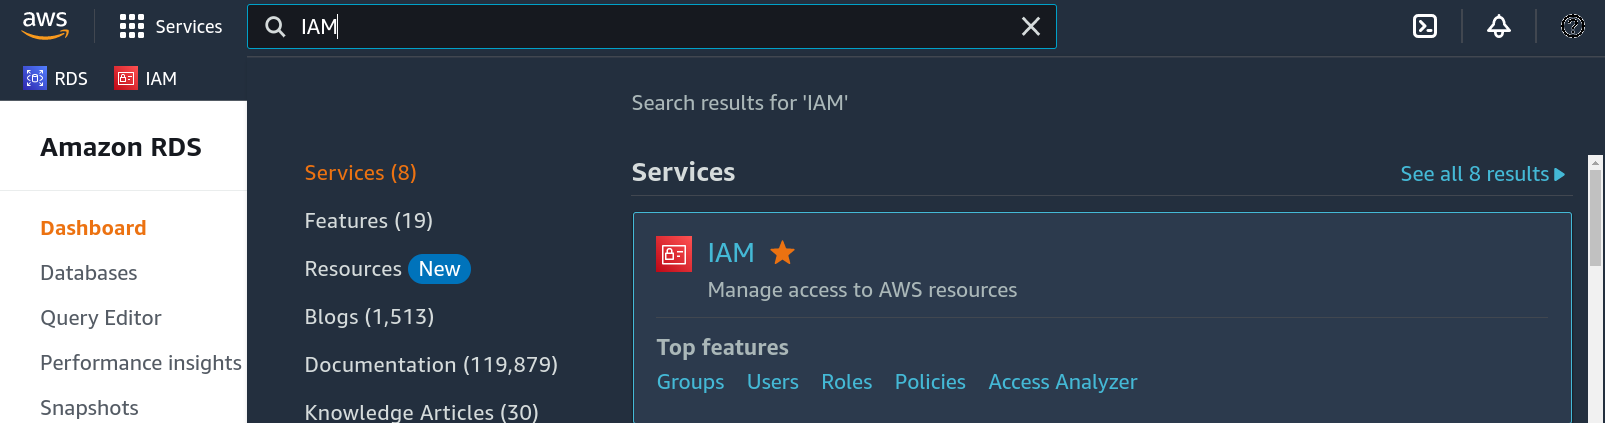 aws
Services
IAM
RDS
IAM
Amazon RDS
Dashboard
Databases
Query Editor
Performance insights
Snapshots
Search results for 'IAM'
Services (8)
Features (19)
Resources New
Blogs (1,513)
Documentation (119,879)
Knowledge Articles (30)
Services
See all 8 results
IAM
Manage access to AWS resources
Top features
Groups Users Roles Policies Access Analyzer